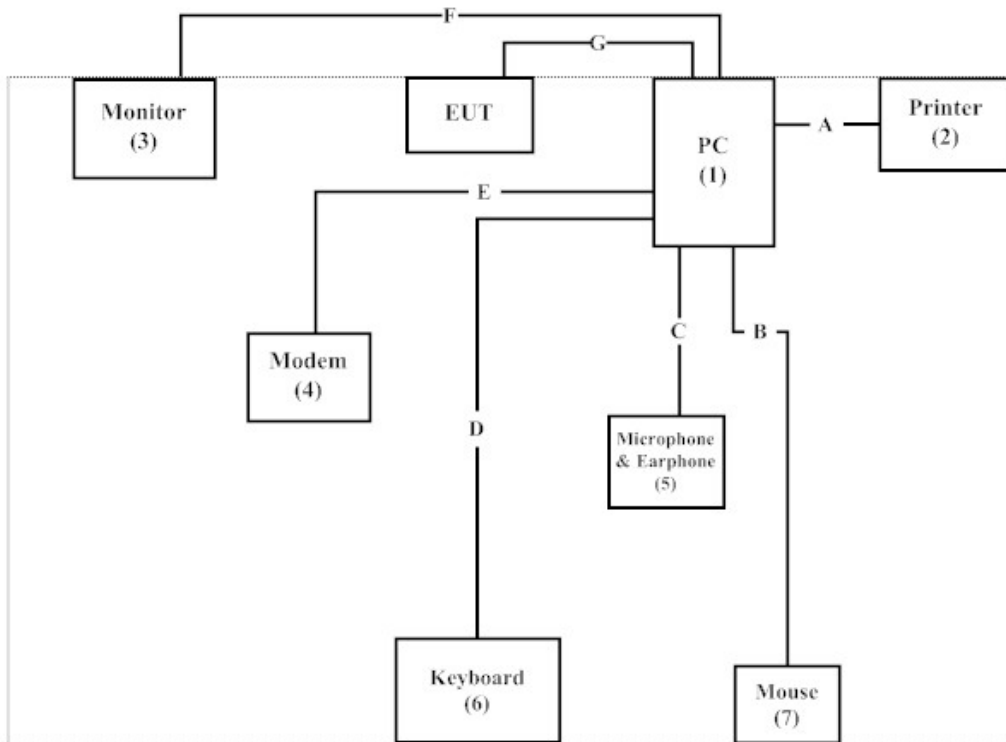 F
G
Monitor
(3)
EUT
PC
(1)
A
Printer
(2)
E
Modem
(4)
C
B
D
Microphone
& Earphone
(5)
Keyboard
(6)
Mouse
(7)